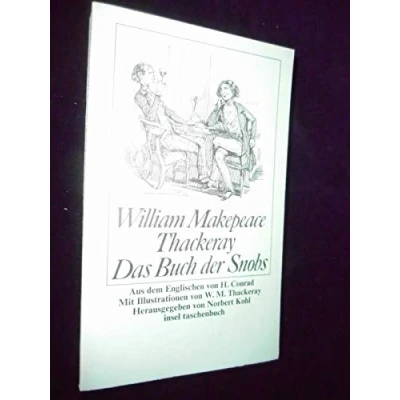 William Makepeace
Thackeray
Das Buch der Snobs
Aus dem Englischen von H. Conrad
Mit Illustrationen von W. M. Thackeray
Herausgegeben von Norbert Kohl
insel taschenbuch